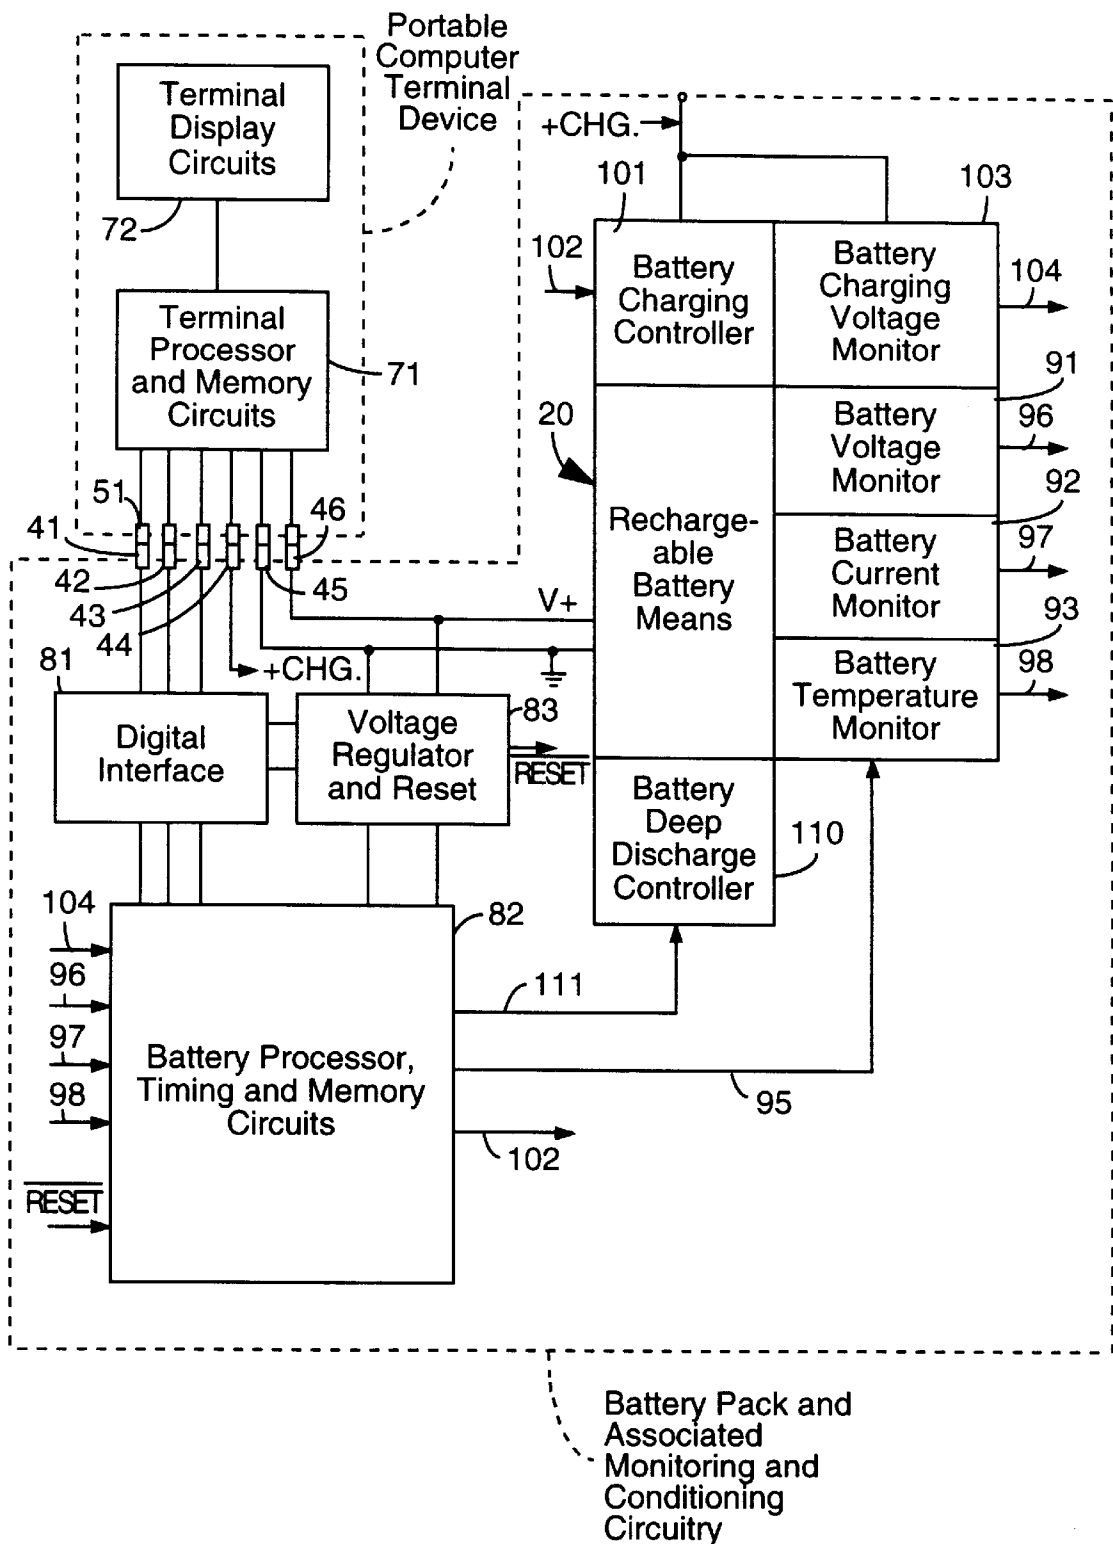 Portable
Computer
Terminal
Device
Terminal
Display
Circuits
72
+CHG.
101
103
102
Battery
Charging
Controller
Battery
Charging
Voltage
Monitor
104
Terminal
Processor
and Memory
Circuits
71
91
20
Battery
Voltage
Monitor
96
92
51
41
42
43
44
45
46
Recharge-
able
Battery
Means
Battery
Current
Monitor
97
93
V+
+CHG.
Battery
Temperature
Monitor
98
81
Digital
Interface
Voltage
Regulator
and Reset
83
RESET
Battery
Deep
Discharge
Controller
110
104
96
97
98
RESET
82
Battery Processor,
Timing and Memory
Circuits
111
95
102
Battery Pack and
Associated
Monitoring and
Conditioning
Circuitry